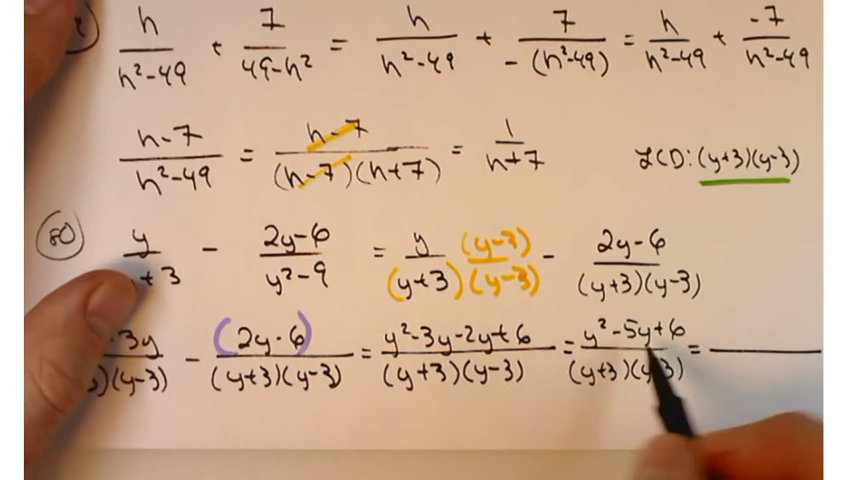 h/(h²-49) + 7/(49-h²) = h/(h²-49) + 7/-(h²-49) = h/(h²-49) + -7/(h²-49)
(h-7)/(h²-49) = (h-7)/((h-7)(h+7)) = 1/(h+7)
LCD: (y+3)(y-3)
80) y/(y+3) - (2y-6)/(y²-9) = y/(y+3) (y-3)/(y-3) - (2y-6)/((y+3)(y-3))
-3y/)(y-3) - (2y-6)/((y+3)(y-3)) = (y²-3y-2y+6)/((y+3)(y-3)) = (y²-5y+6)/((y+3)(y-3)) =